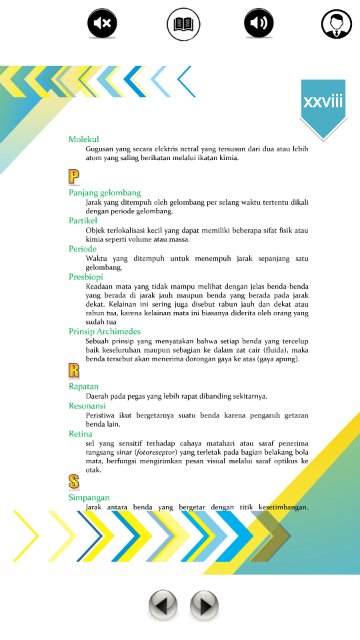 xxviii
Molekul
Gugusan yang secara elektris netral yang tersusun dari dua atau lebih
atom yang saling berikatan melalui ikatan kimia.
P
Panjang gelombang
Jarak yang ditempuh oleh gelombang per selang waktu tertentu dikali
dengan periode gelombang.
Partikel
Objek terlokalisasi kecil yang dapat memiliki beberapa sifat fisik atau
kimia seperti volume atau massa.
Periode
Waktu yang ditempuh untuk menempuh jarak sepanjang satu
gelombang.
Presbiopi
Keadaan mata yang tidak mampu melihat dengan jelas benda-benda
yang berada di jarak jauh maupun benda yang berada pada jarak
dekat. Kelainan ini sering juga disebut rabun jauh dan dekat atau
rabun tua, karena kelainan mata ini biasanya diderita oleh orang yang
sudah tua
Prinsip Archimedes
Sebuah prinsip yang menyatakan bahwa setiap benda yang tercelup
baik keseluruhan maupun sebagian ke dalam zat cair (fluida), maka
benda tersebut akan menerima dorongan gaya ke atas (gaya apung).
R
Rapatan
Daerah pada pegas yang lebih rapat dibanding sekitarnya.
Resonansi
Peristiwa ikut bergetarnya suatu benda karena pengaruh getaran
benda lain.
Retina
sel yang sensitif terhadap cahaya matahari atau saraf penerima
rangsang sinar (fotoreseptor) yang terletak pada bagian belakang bola
mata, berfungsi mengirimkan pesan visual melalui saraf optikus ke
otak.
S
Simpangan
Jarak antara benda yang bergetar dengan titik kesetimbangan.